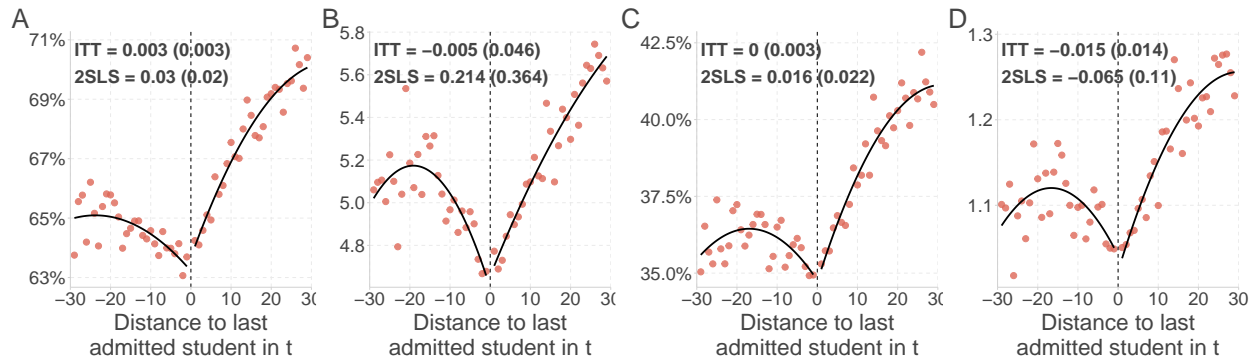 A
ITT = 0.003 (0.003)
2SLS = 0.03 (0.02)
71%
69%
67%
65%
63%
−30 −20 −10 0 10 20 30
Distance to last
admitted student in t
B
ITT = −0.005 (0.046)
2SLS = 0.214 (0.364)
5.8
5.6
5.4
5.2
5.0
4.8
−30 −20 −10 0 10 20 30
Distance to last
admitted student in t
C
ITT = 0 (0.003)
2SLS = 0.016 (0.022)
42.5%
40.0%
37.5%
35.0%
−30 −20 −10 0 10 20 30
Distance to last
admitted student in t
D
ITT = −0.015 (0.014)
2SLS = −0.065 (0.11)
1.3
1.2
1.1
−30 −20 −10 0 10 20 30
Distance to last
admitted student in t